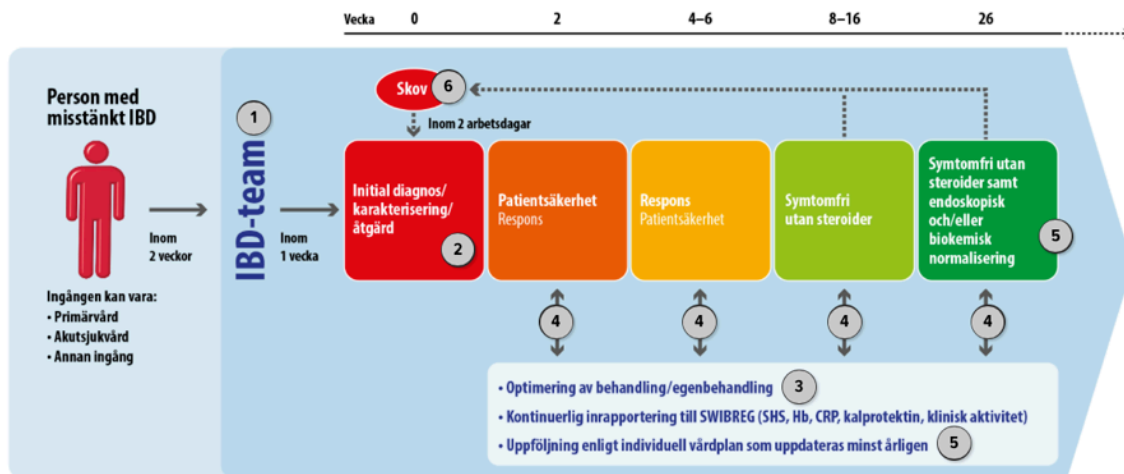 Vecka 0 2 4–6 8–16 26
Person med
misstänkt IBD
Inom
2 veckor
Ingången kan vara:
• Primärvård
• Akutsjukvård
• Annan ingång
1
IBD-team
Inom
1 vecka
Skov 6
Inom 2 arbetsdagar
Initial diagnos/
karakterisering/
åtgärd
2
Patientsäkerhet
Respons
Respons
Patientsäkerhet
Symtomfri
utan steroider
Symtomfri utan
steroider samt
endoskopisk
och/eller
biokemisk
normalisering
5
4 4 4 4
• Optimering av behandling/egenbehandling 3
• Kontinuerlig inrapportering till SWIBREG (SHS, Hb, CRP, kalprotektin, klinisk aktivitet)
• Uppföljning enligt individuell vårdplan som uppdateras minst årligen 5